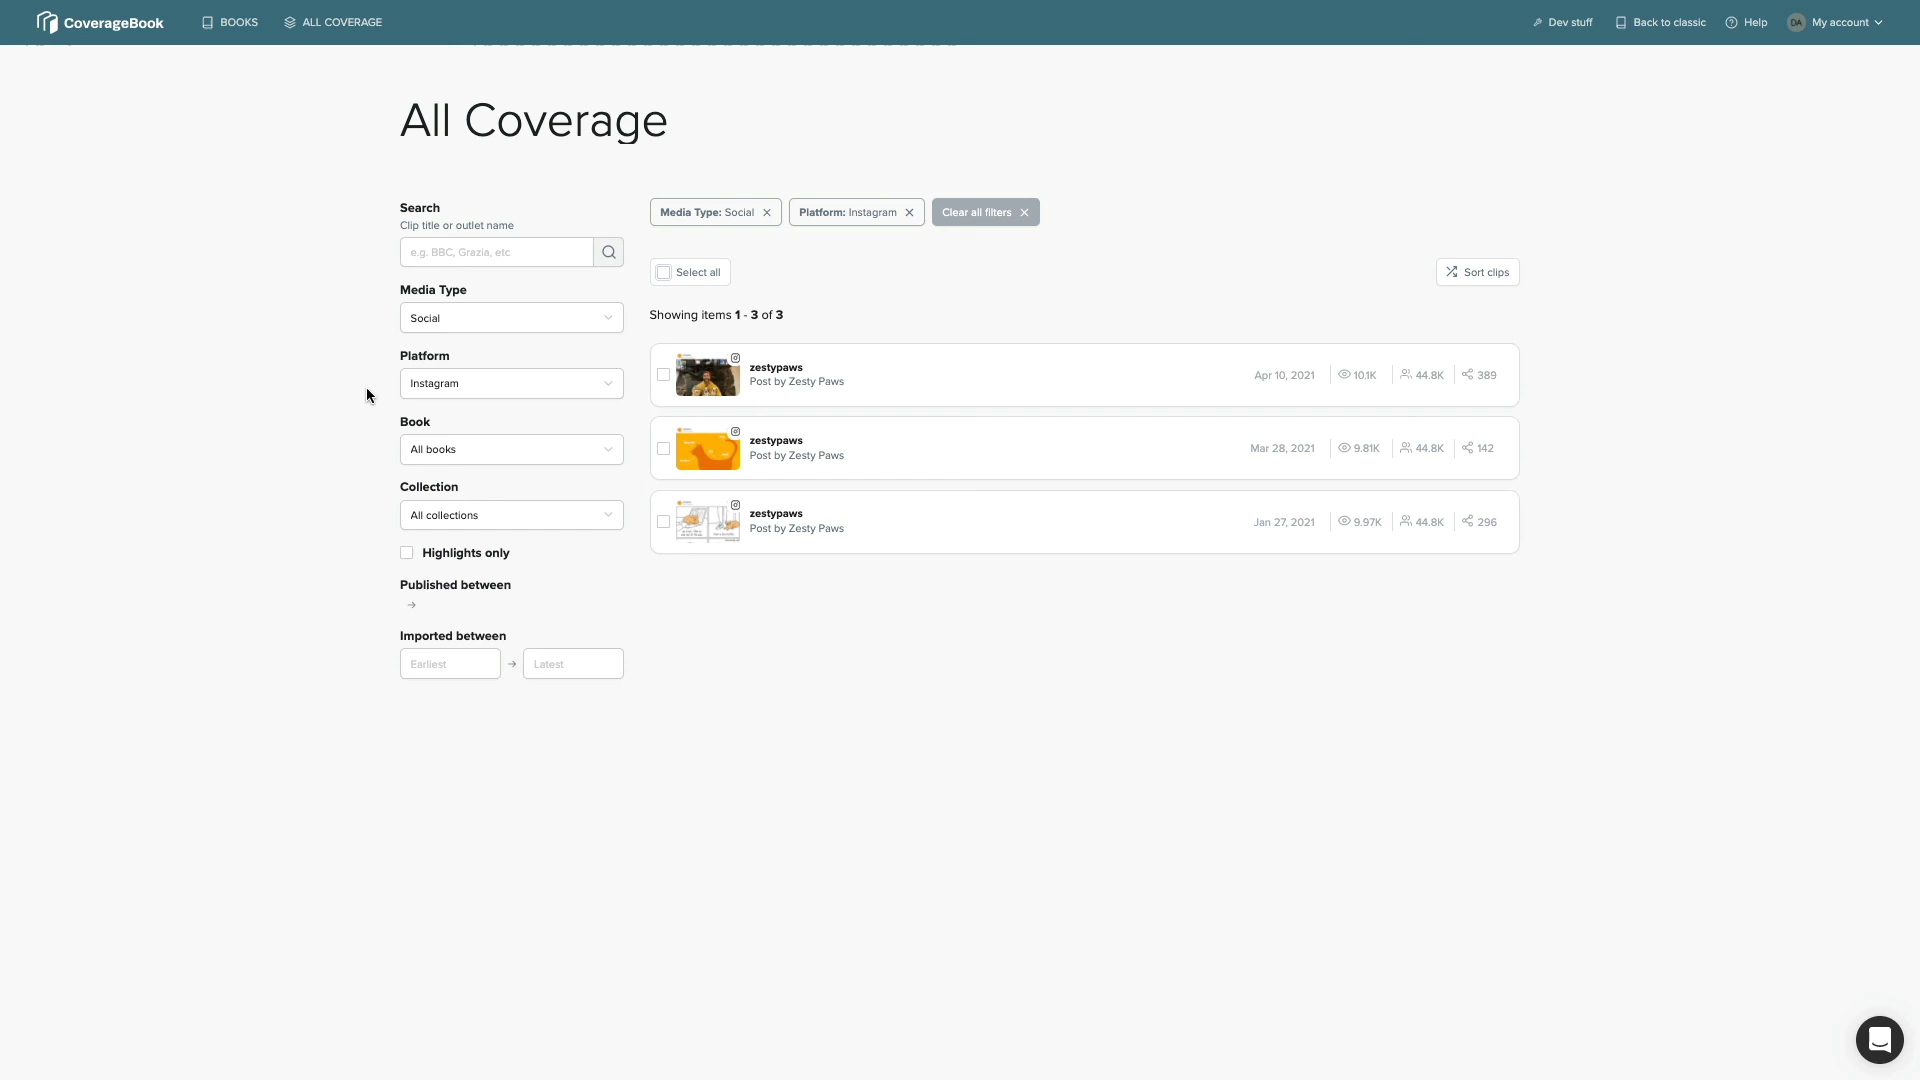 CoverageBook
BOOKS
ALL COVERAGE
Dev stuff
Back to classic
Help
DA
My account
All Coverage
Search
Clip title or outlet name
e.g. BBC, Grazia, etc
Media Type
Social
Platform
Instagram
Book
All books
Collection
All collections
Highlights only
Published between
Imported between
Earliest
Latest
Media Type: Social
Platform: Instagram
Clear all filters
Select all
Sort clips
Showing items 1 - 3 of 3
zestypaws
Post by Zesty Paws
Apr 10, 2021
10.1K
44.8K
389
zestypaws
Post by Zesty Paws
Mar 28, 2021
9.81K
44.8K
142
zestypaws
Post by Zesty Paws
Jan 27, 2021
9.97K
44.8K
296